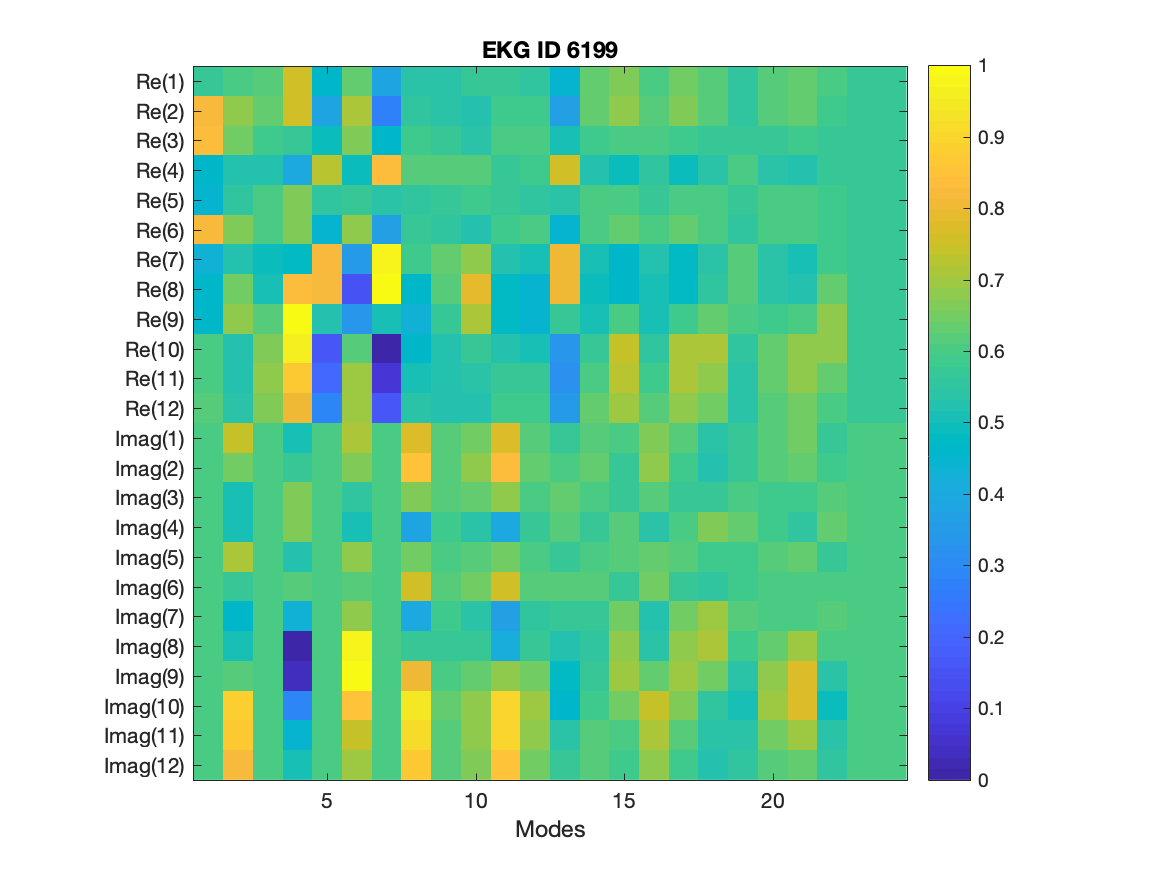 EKG ID 6199
Re(1)
Re(2)
Re(3)
Re(4)
Re(5)
Re(6)
Re(7)
Re(8)
Re(9)
Re(10)
Re(11)
Re(12)
Imag(1)
Imag(2)
Imag(3)
Imag(4)
Imag(5)
Imag(6)
Imag(7)
Imag(8)
Imag(9)
Imag(10)
Imag(11)
Imag(12)
5 10 15 20
Modes
1
0.9
0.8
0.7
0.6
0.5
0.4
0.3
0.2
0.1
0